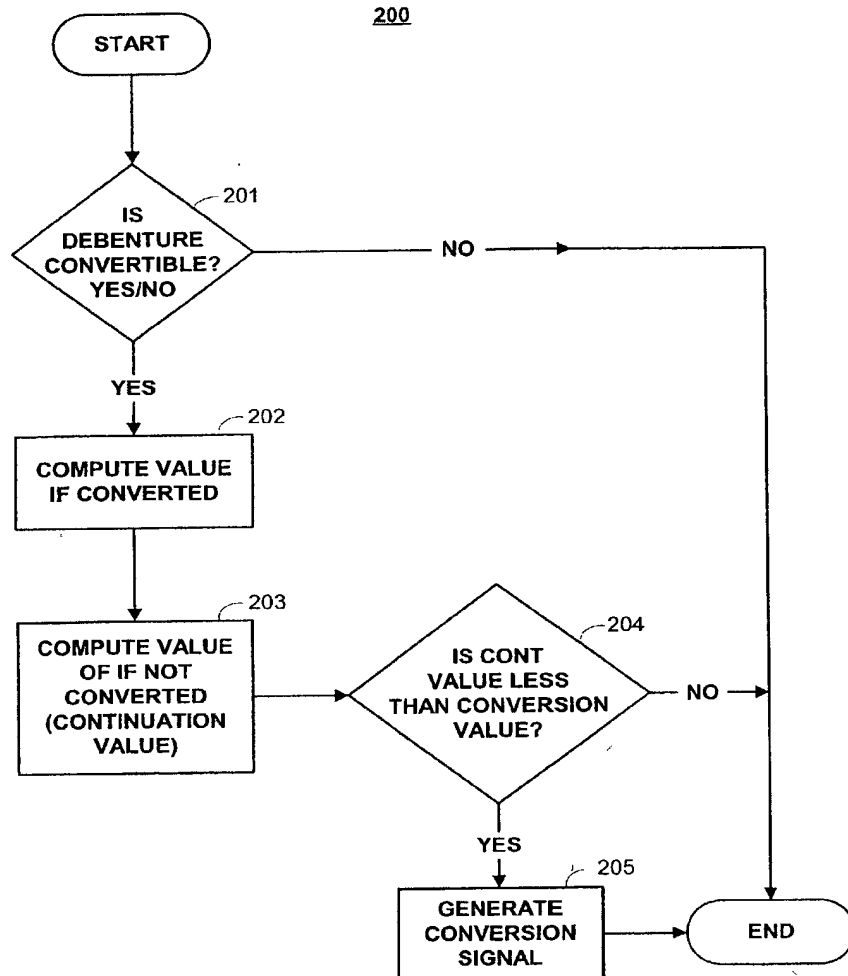 200
START
201
IS
DEBENTURE
CONVERTIBLE?
YES/NO
NO
YES
202
COMPUTE VALUE
IF CONVERTED
203
COMPUTE VALUE
OF IF NOT
CONVERTED
(CONTINUATION
VALUE)
204
IS CONT
VALUE LESS
THAN CONVERSION
VALUE?
NO
YES
205
GENERATE
CONVERSION
SIGNAL
END